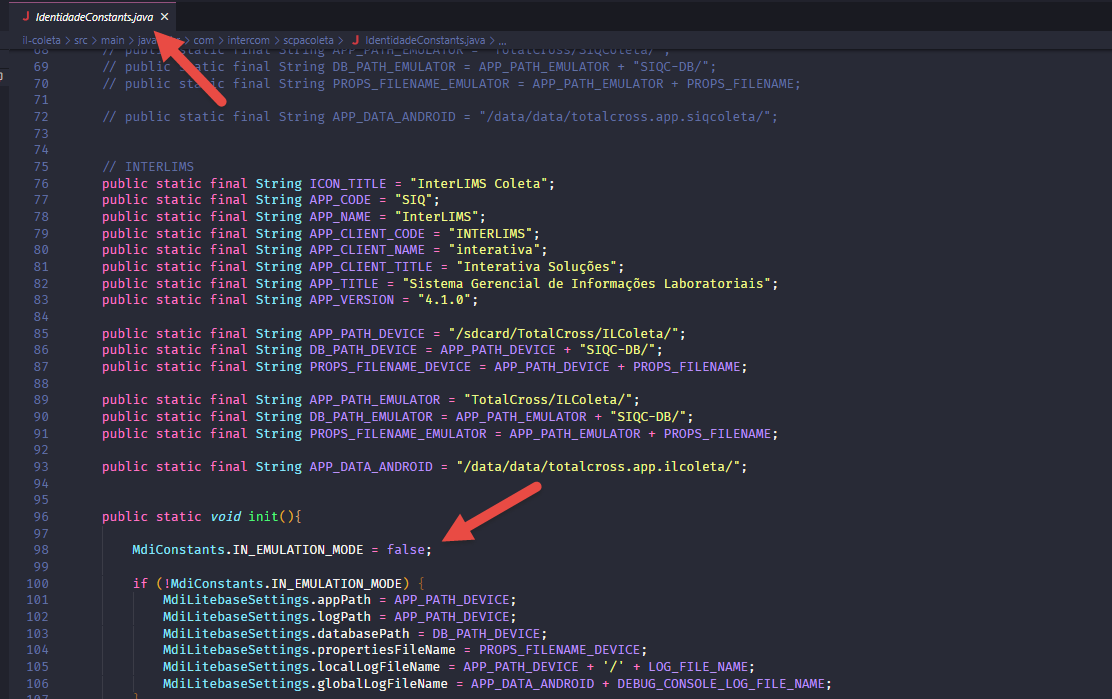 IdentidadeConstants.java ×
il-coleta > src > main > java > com > intercom > scpacoleta > J IdentidadeConstants.java > ...
68 // public static final String APP_PATH_EMULATOR = "TotalCross/SIQColeta/";
69 // public static final String DB_PATH_EMULATOR = APP_PATH_EMULATOR + "SIQC-DB/";
70 // public static final String PROPS_FILENAME_EMULATOR = APP_PATH_EMULATOR + PROPS_FILENAME;
71
72 // public static final String APP_DATA_ANDROID = "/data/data/totalcross.app.siqcoleta/";
73
74
75 // INTERLIMS
76 public static final String ICON_TITLE = "InterLIMS Coleta";
77 public static final String APP_CODE = "SIQ";
78 public static final String APP_NAME = "InterLIMS";
79 public static final String APP_CLIENT_CODE = "INTERLIMS";
80 public static final String APP_CLIENT_NAME = "interativa";
81 public static final String APP_CLIENT_TITLE = "Interativa Soluções";
82 public static final String APP_TITLE = "Sistema Gerencial de Informações Laboratoriais";
83 public static final String APP_VERSION = "4.1.0";
84
85 public static final String APP_PATH_DEVICE = "/sdcard/TotalCross/ILColeta/";
86 public static final String DB_PATH_DEVICE = APP_PATH_DEVICE + "SIQC-DB/";
87 public static final String PROPS_FILENAME_DEVICE = APP_PATH_DEVICE + PROPS_FILENAME;
88
89 public static final String APP_PATH_EMULATOR = "TotalCross/ILColeta/";
90 public static final String DB_PATH_EMULATOR = APP_PATH_EMULATOR + "SIQC-DB/";
91 public static final String PROPS_FILENAME_EMULATOR = APP_PATH_EMULATOR + PROPS_FILENAME;
92
93 public static final String APP_DATA_ANDROID = "/data/data/totalcross.app.ilcoleta/";
94
95
96 public static void init(){
97
98 MdiConstants.IN_EMULATION_MODE = false;
99
100 if (!MdiConstants.IN_EMULATION_MODE) {
101 MdiLitebaseSettings.appPath = APP_PATH_DEVICE;
102 MdiLitebaseSettings.logPath = APP_PATH_DEVICE;
103 MdiLitebaseSettings.databasePath = DB_PATH_DEVICE;
104 MdiLitebaseSettings.propertiesFileName = PROPS_FILENAME_DEVICE;
105 MdiLitebaseSettings.localLogFileName = APP_PATH_DEVICE + '/' + LOG_FILE_NAME;
106 MdiLitebaseSettings.globalLogFileName = APP_DATA_ANDROID + DEBUG_CONSOLE_LOG_FILE_NAME;
107 }